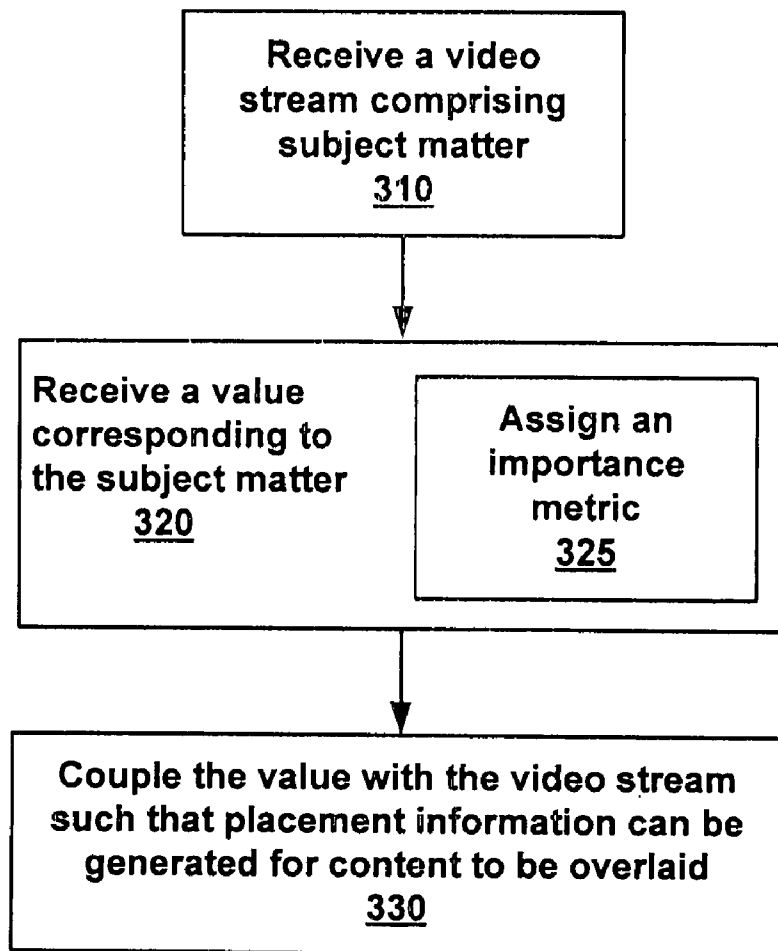 Receive a video
stream comprising
subject matter
310
Receive a value
corresponding to
the subject matter
320
Assign an
importance
metric
325
Couple the value with the video stream
such that placement information can be
generated for content to be overlaid
330